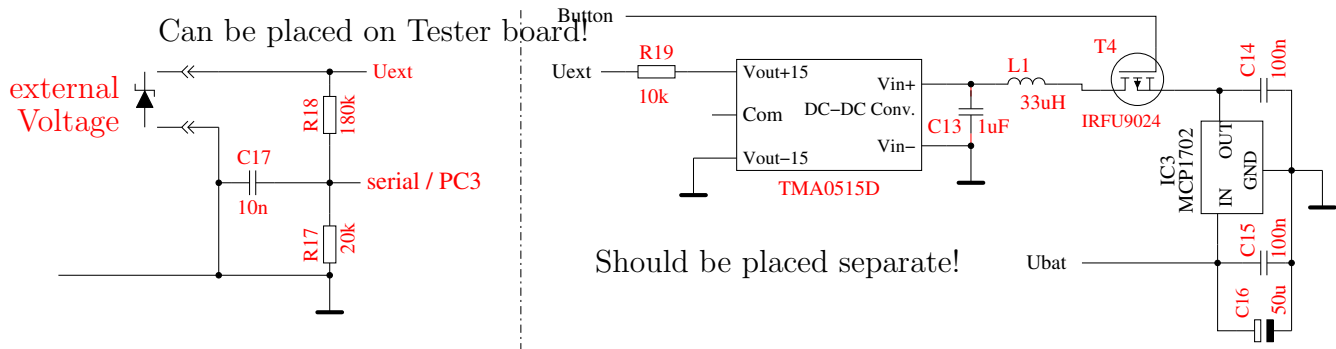 Can be placed on Tester board!
Button
external
Voltage
Uext
R18
180k
C17
10n
serial / PC3
R17
20k
Uext
R19
10k
Vout+15
Com
Vout−15
Vin+
DC−DC Conv.
Vin−
TMA0515D
C13
1uF
L1
33uH
T4
IRFU9024
C14
100n
IC3
MCP1702
OUT
IN
GND
C15
100n
Should be placed separate!
Ubat
C16
50u